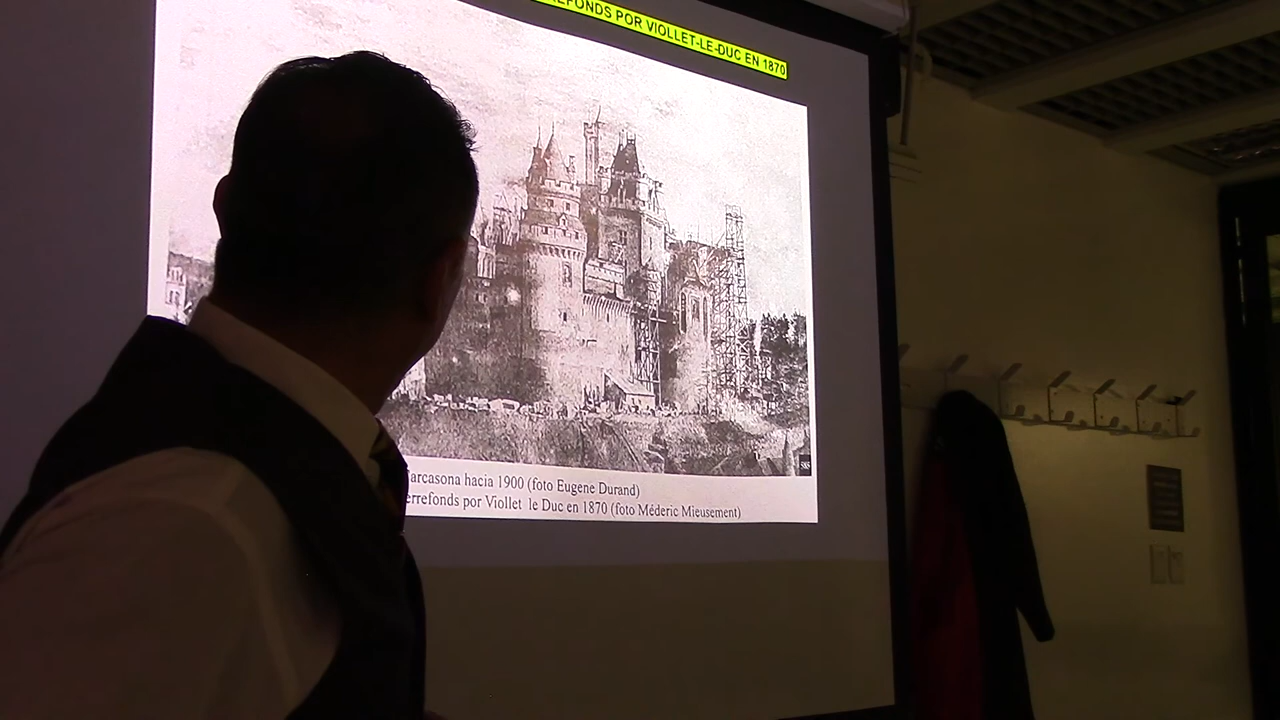 POR VIOLLET-LE-DUC EN 1870
585
arcasona hacia 1900 (foto Eugene Durand)
errefonds por Viollet le Duc en 1870 (foto Méderic Mieusement)